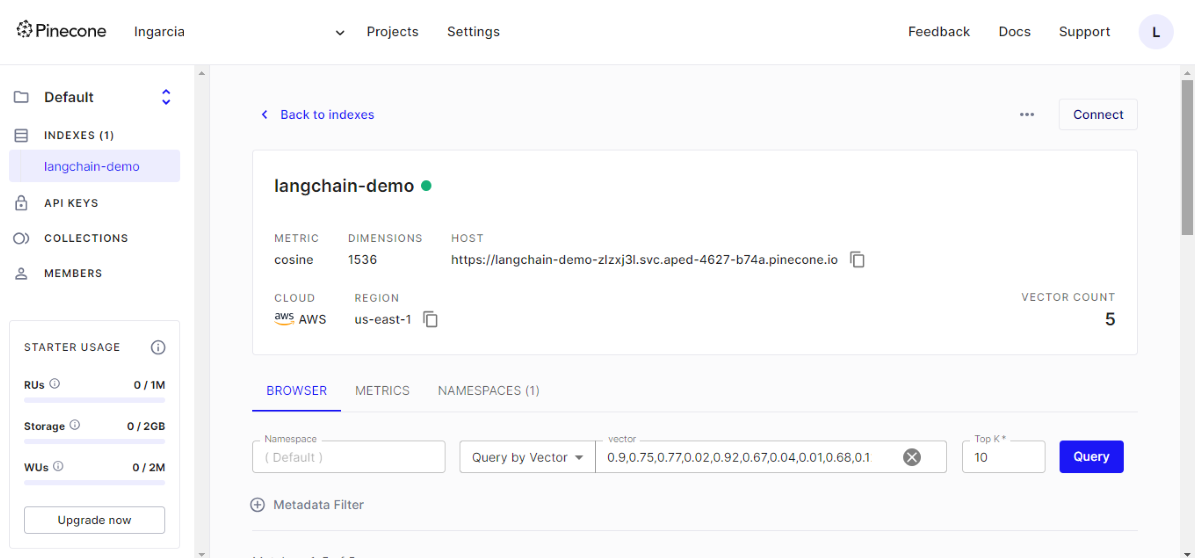 Pinecone
Ingarcia
Projects
Settings
Feedback
Docs
Support
L
Default
INDEXES (1)
langchain-demo
API KEYS
COLLECTIONS
MEMBERS
STARTER USAGE
RUs 0 / 1M
Storage 0 / 2GB
WUs 0 / 2M
Upgrade now
Back to indexes
Connect
langchain-demo
METRIC DIMENSIONS HOST
cosine 1536 https://langchain-demo-zlzxj3l.svc.aped-4627-b74a.pinecone.io
CLOUD REGION VECTOR COUNT
aws AWS us-east-1 5
BROWSER METRICS NAMESPACES (1)
Namespace vector Top K *
( Default ) Query by Vector 0.9,0.75,0.77,0.02,0.92,0.67,0.04,0.01,0.68,0.1 10 Query
Metadata Filter